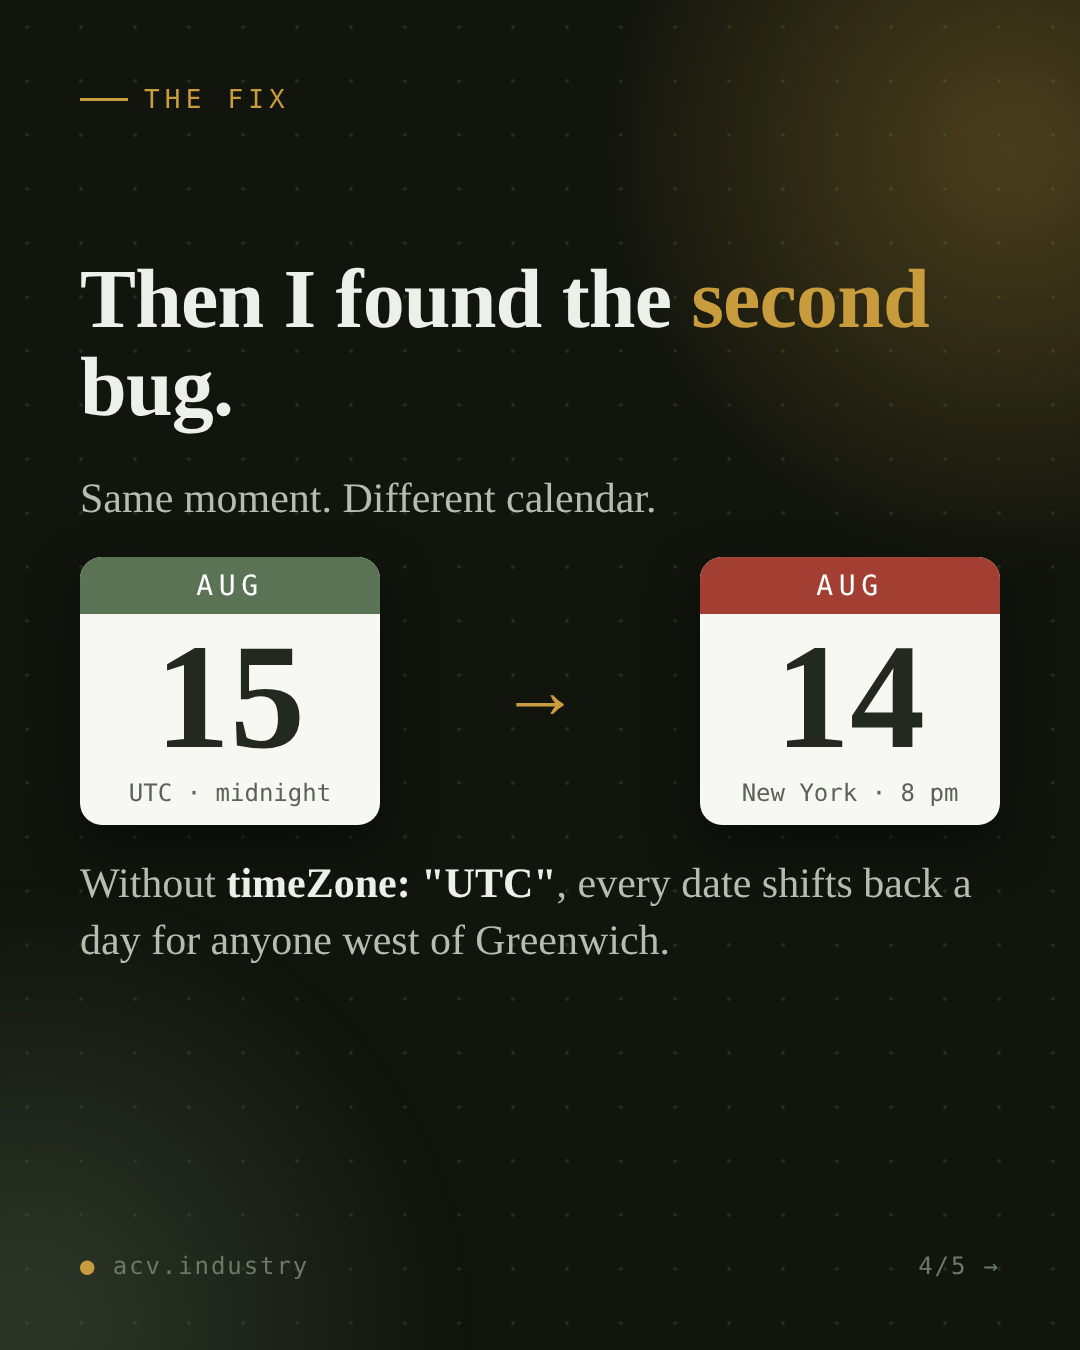 THE FIX
Then I found the second
bug.
Same moment. Different calendar.
AUG
15
UTC · midnight
→
AUG
14
New York · 8 pm
Without timeZone: "UTC", every date shifts back a
day for anyone west of Greenwich.
acv.industry
4/5 →